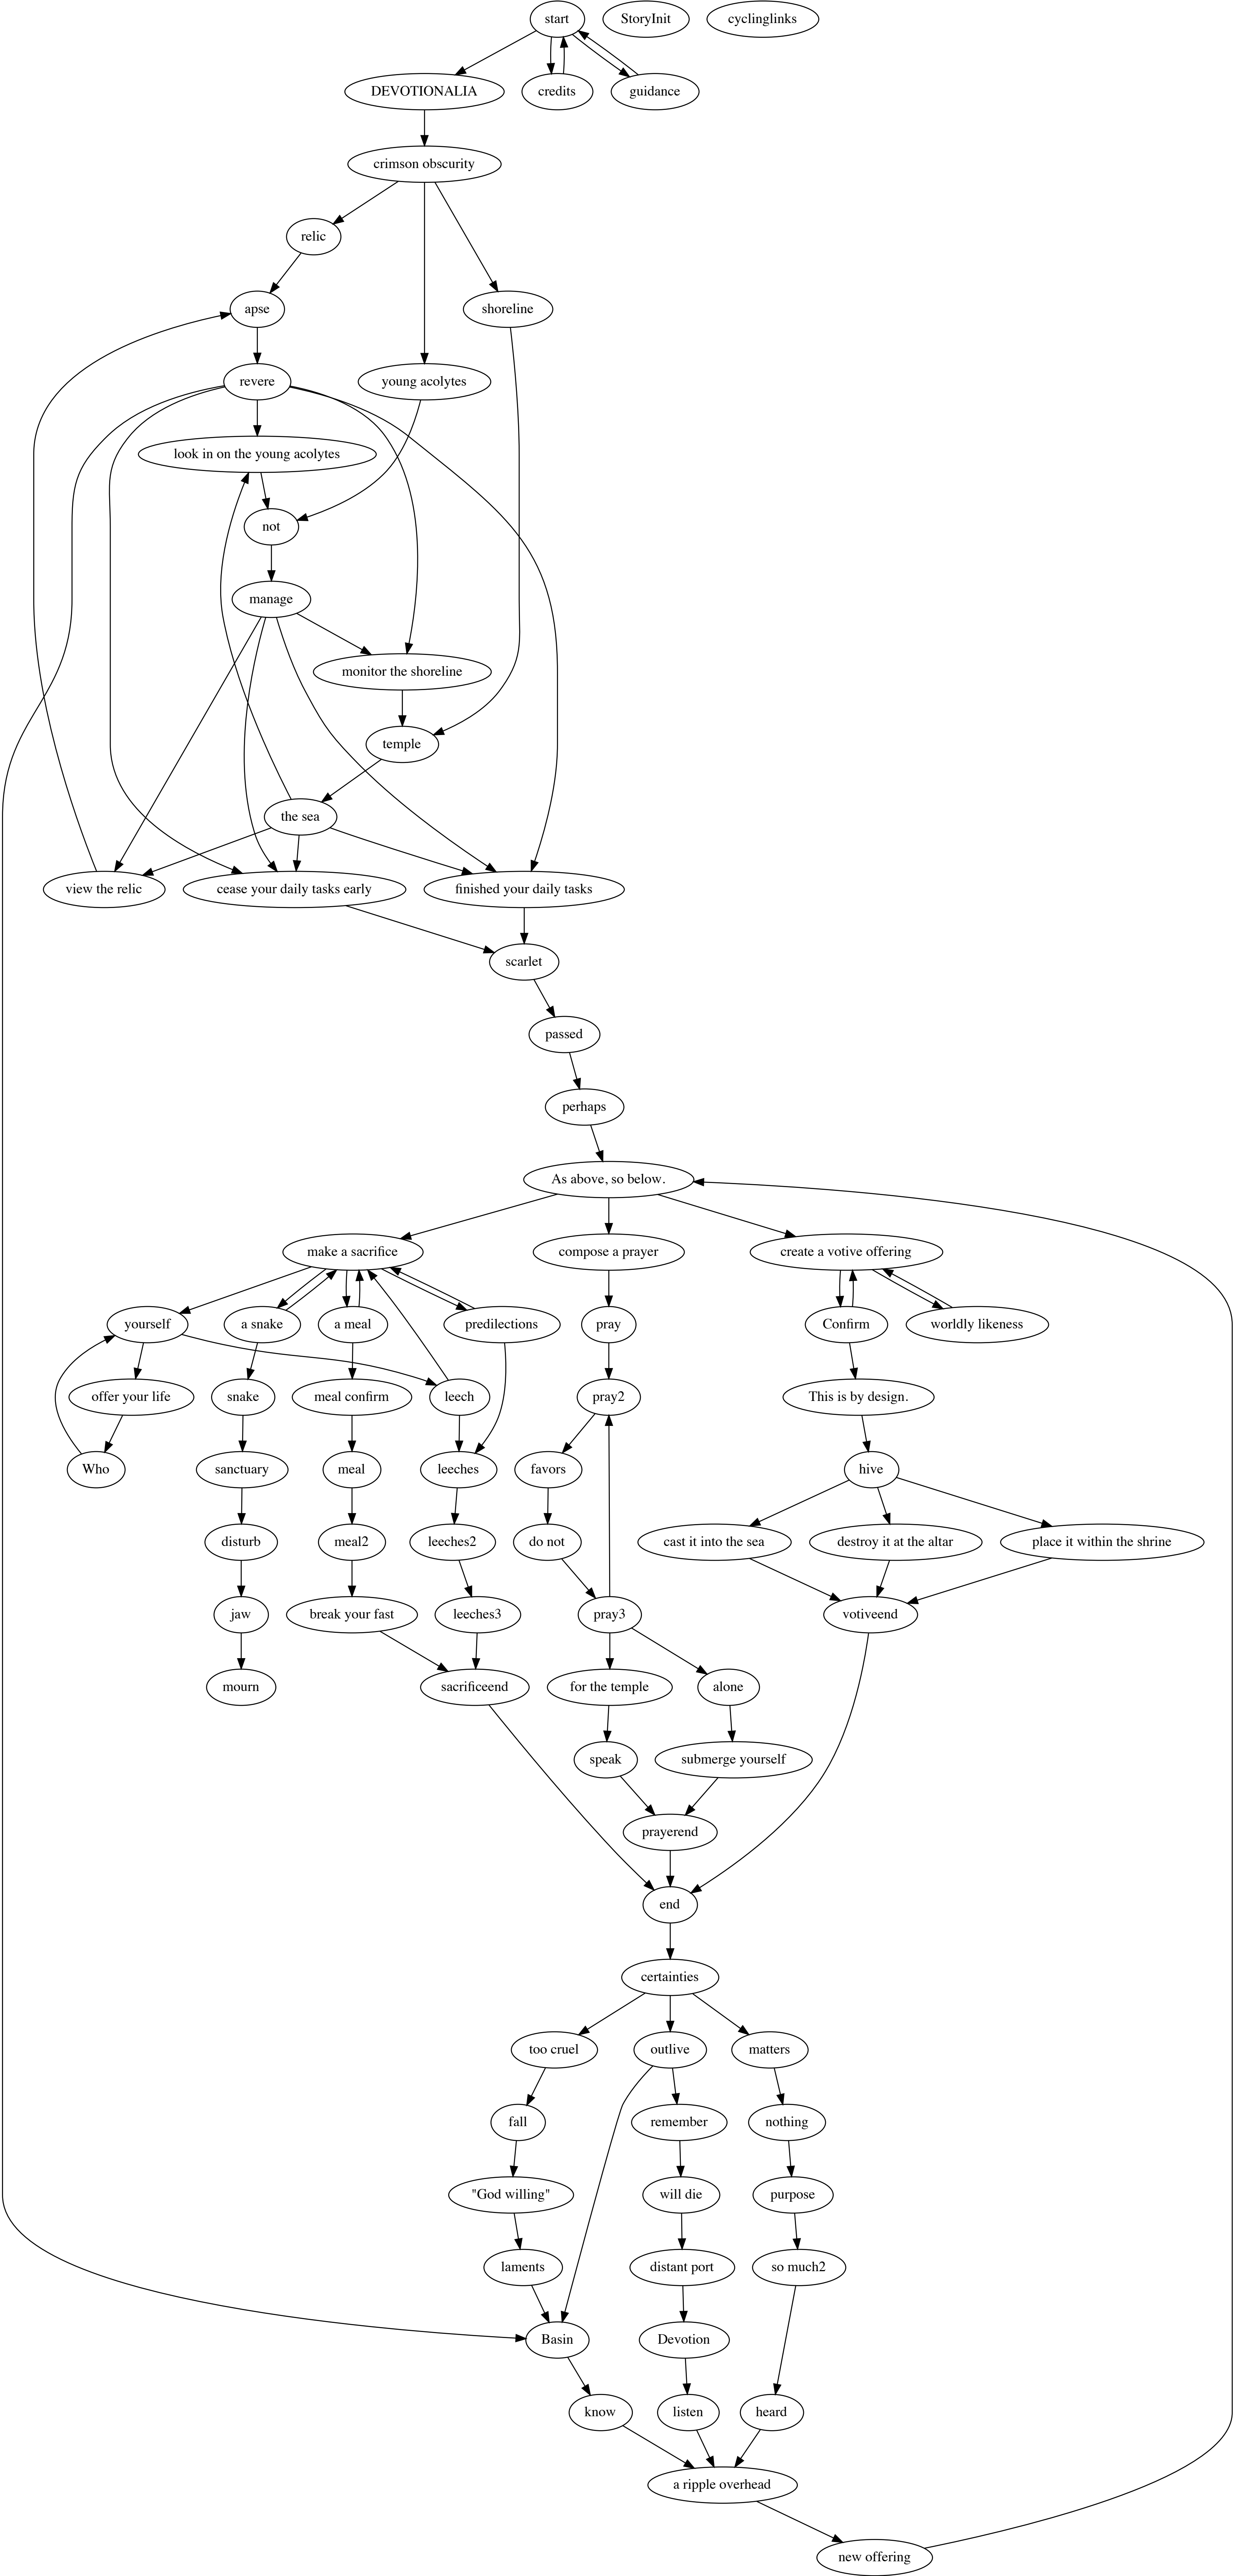 start
StoryInit
cyclinglinks
DEVOTIONALIA
credits
guidance
crimson obscurity
relic
apse
shoreline
revere
young acolytes
look in on the young acolytes
not
manage
monitor the shoreline
temple
the sea
view the relic
cease your daily tasks early
finished your daily tasks
scarlet
passed
perhaps
As above, so below.
make a sacrifice
compose a prayer
create a votive offering
yourself
a snake
a meal
predilections
pray
Confirm
worldly likeness
offer your life
snake
meal confirm
leech
pray2
This is by design.
Who
sanctuary
meal
leeches
favors
hive
disturb
meal2
leeches2
do not
cast it into the sea
destroy it at the altar
place it within the shrine
jaw
break your fast
leeches3
pray3
votiveend
mourn
sacrificeend
for the temple
alone
speak
submerge yourself
prayerend
end
certainties
too cruel
outlive
matters
fall
remember
nothing
"God willing"
will die
purpose
laments
distant port
so much2
Basin
Devotion
know
listen
heard
a ripple overhead
new offering